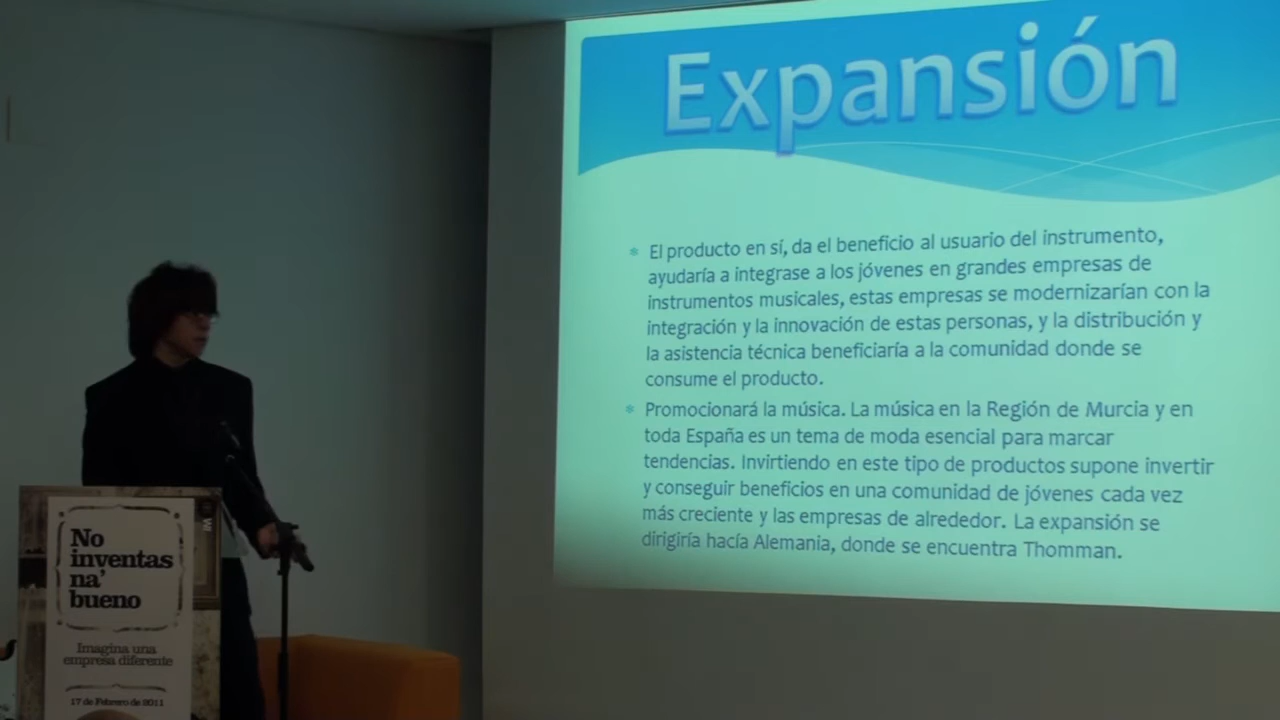 Expansión
El producto en sí, da el beneficio al usuario del instrumento,
ayudaría a integrase a los jóvenes en grandes empresas de
instrumentos musicales, estas empresas se modernizarían con la
integración y la innovación de estas personas, y la distribución y
la asistencia técnica beneficiaría a la comunidad donde se
consume el producto.
Promocionará la música. La música en la Región de Murcia y en
toda España es un tema de moda esencial para marcar
tendencias. Invirtiendo en este tipo de productos supone invertir
y conseguir beneficios en una comunidad de jóvenes cada vez
más creciente y las empresas de alrededor. La expansión se
dirigiría hacía Alemania, donde se encuentra Thomman.
No
inventas
na'
bueno
Imagina una
empresa diferente
17 de Febrero de 2011